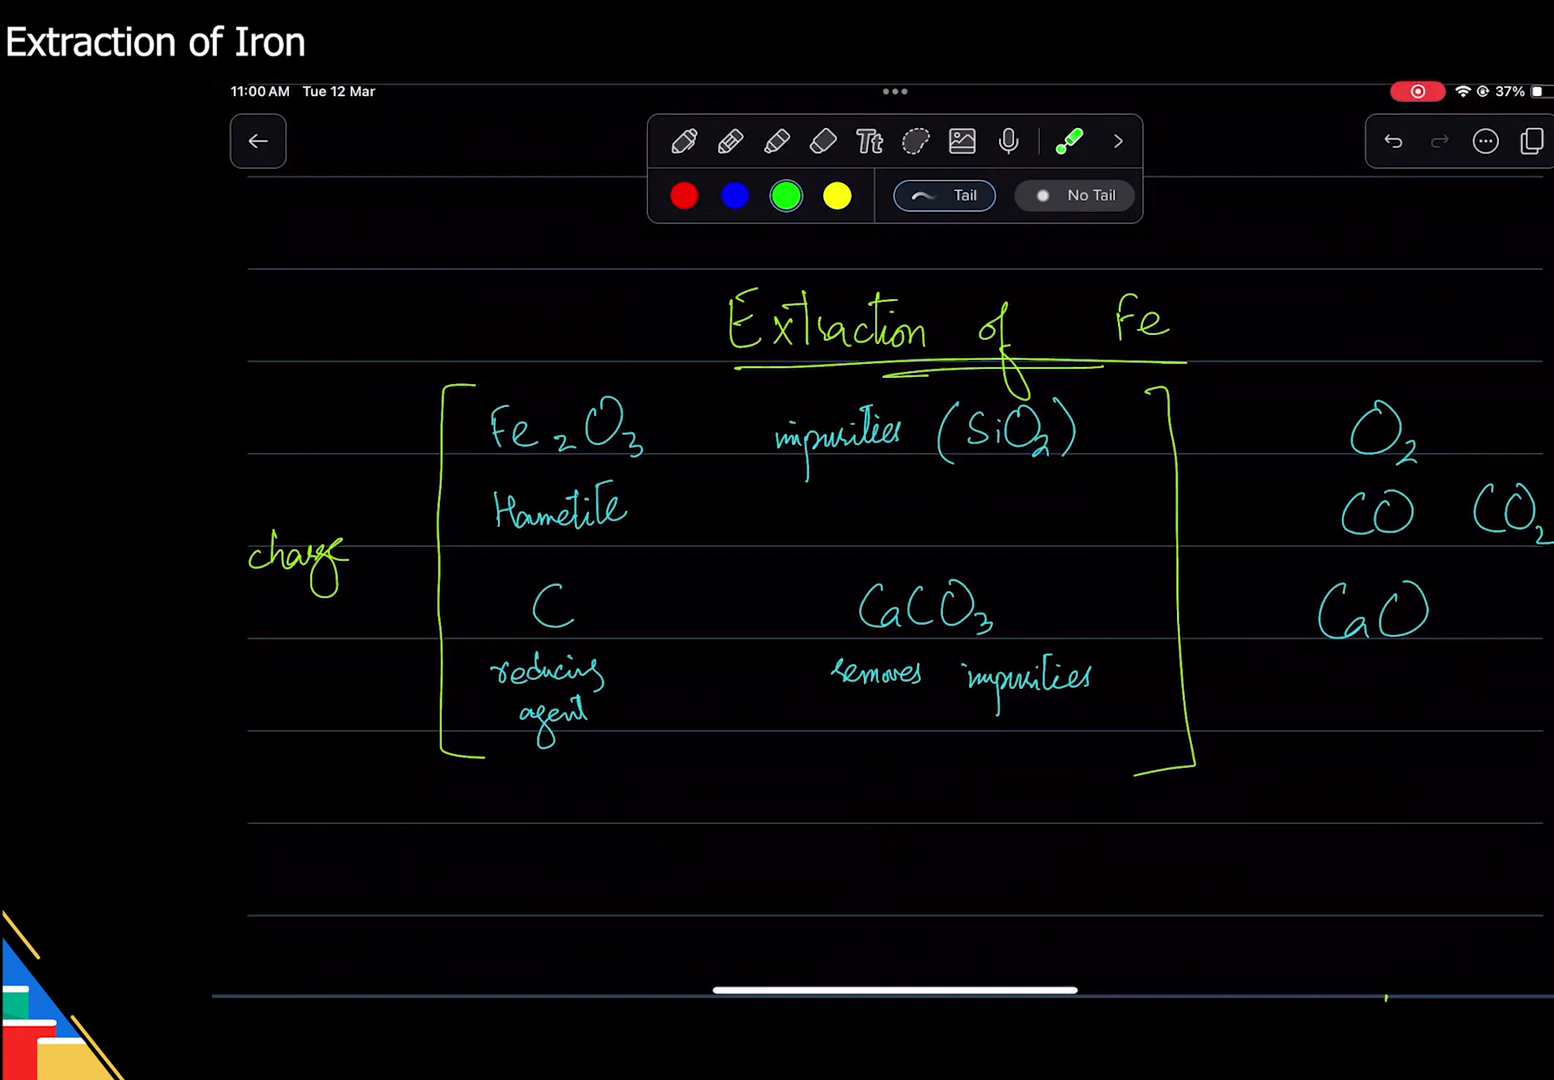 Extraction of Iron
11:00 AM Tue 12 Mar
37%
Tt
Tail No Tail
Extraction of Fe
Fe₂O₃ impurities (SiO₂) O₂
Hametite CO CO₂
charge
C CaCO₃ CaO
reducing removes impurities
agent